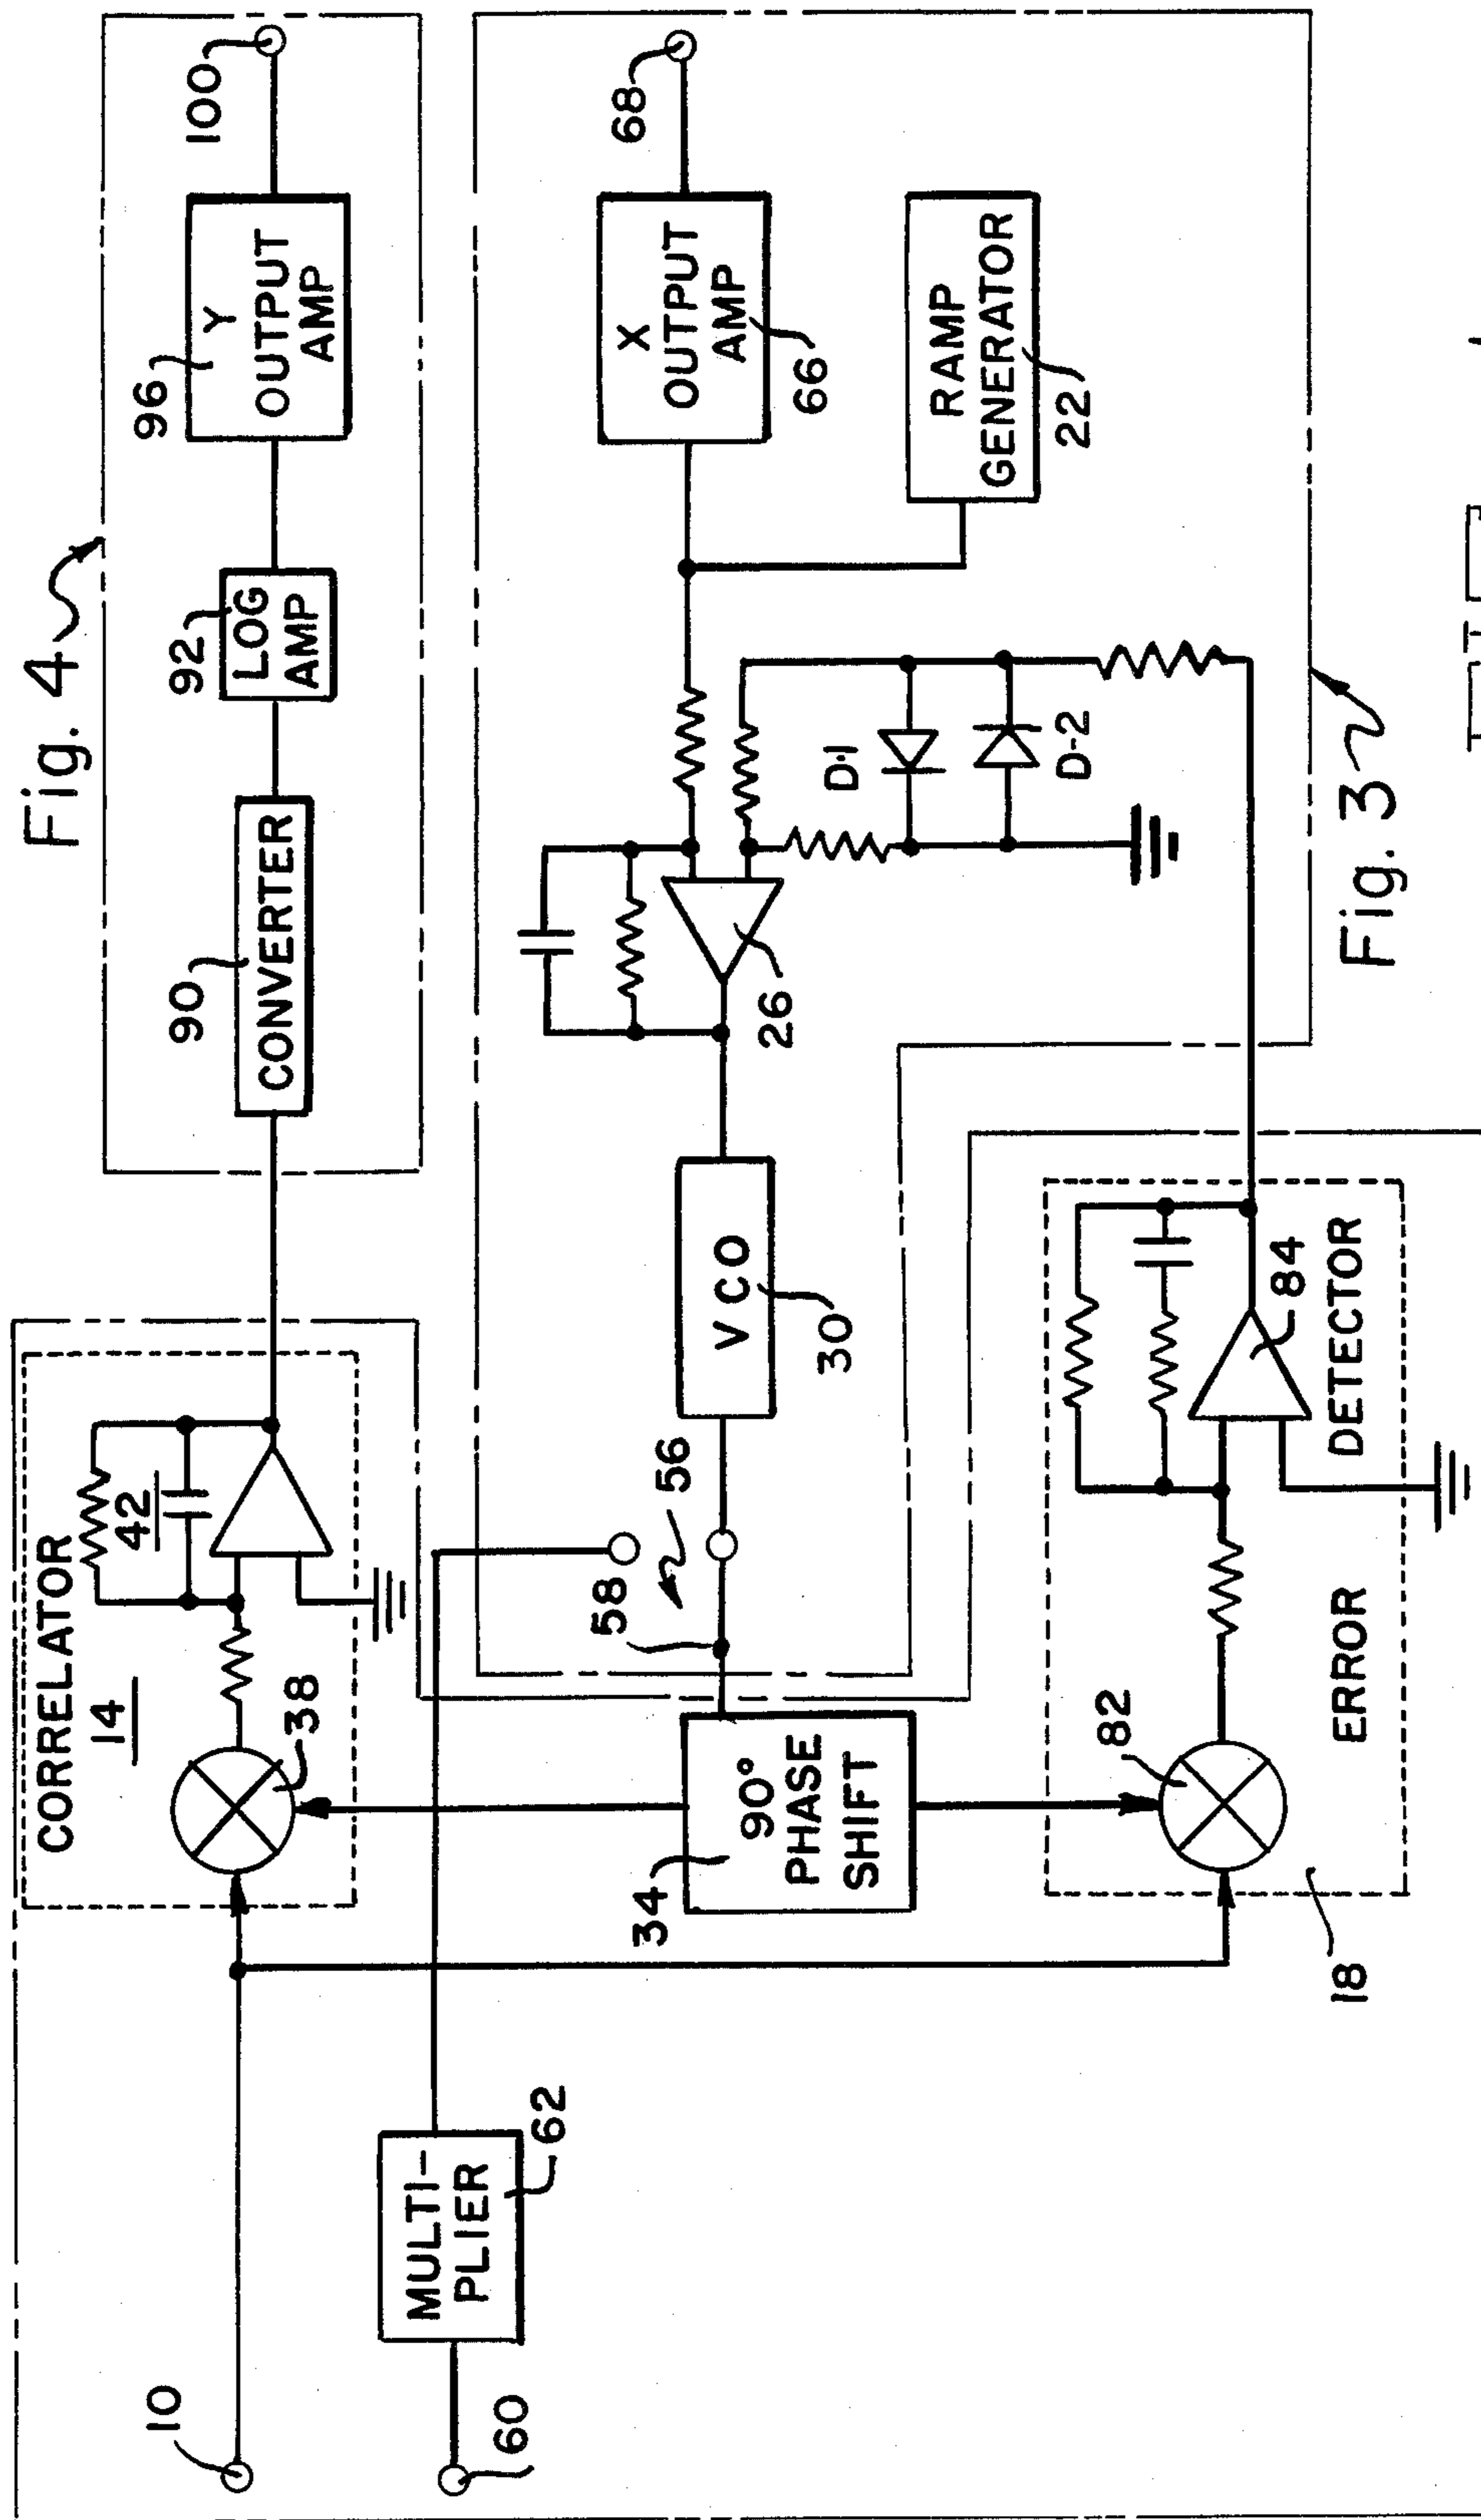 Fig. 4
100
96
Y
OUTPUT
AMP
92
LOG
AMP
90
CONVERTER
CORRELATOR
14
42
38
10
MULTI-
PLIER
62
60
68
X
OUTPUT
AMP
66
RAMP
GENERATOR
22
26
D-1
D-2
Fig. 3
VCO
30
56
58
34
90°
PHASE
SHIFT
82
84
ERROR
DETECTOR
18